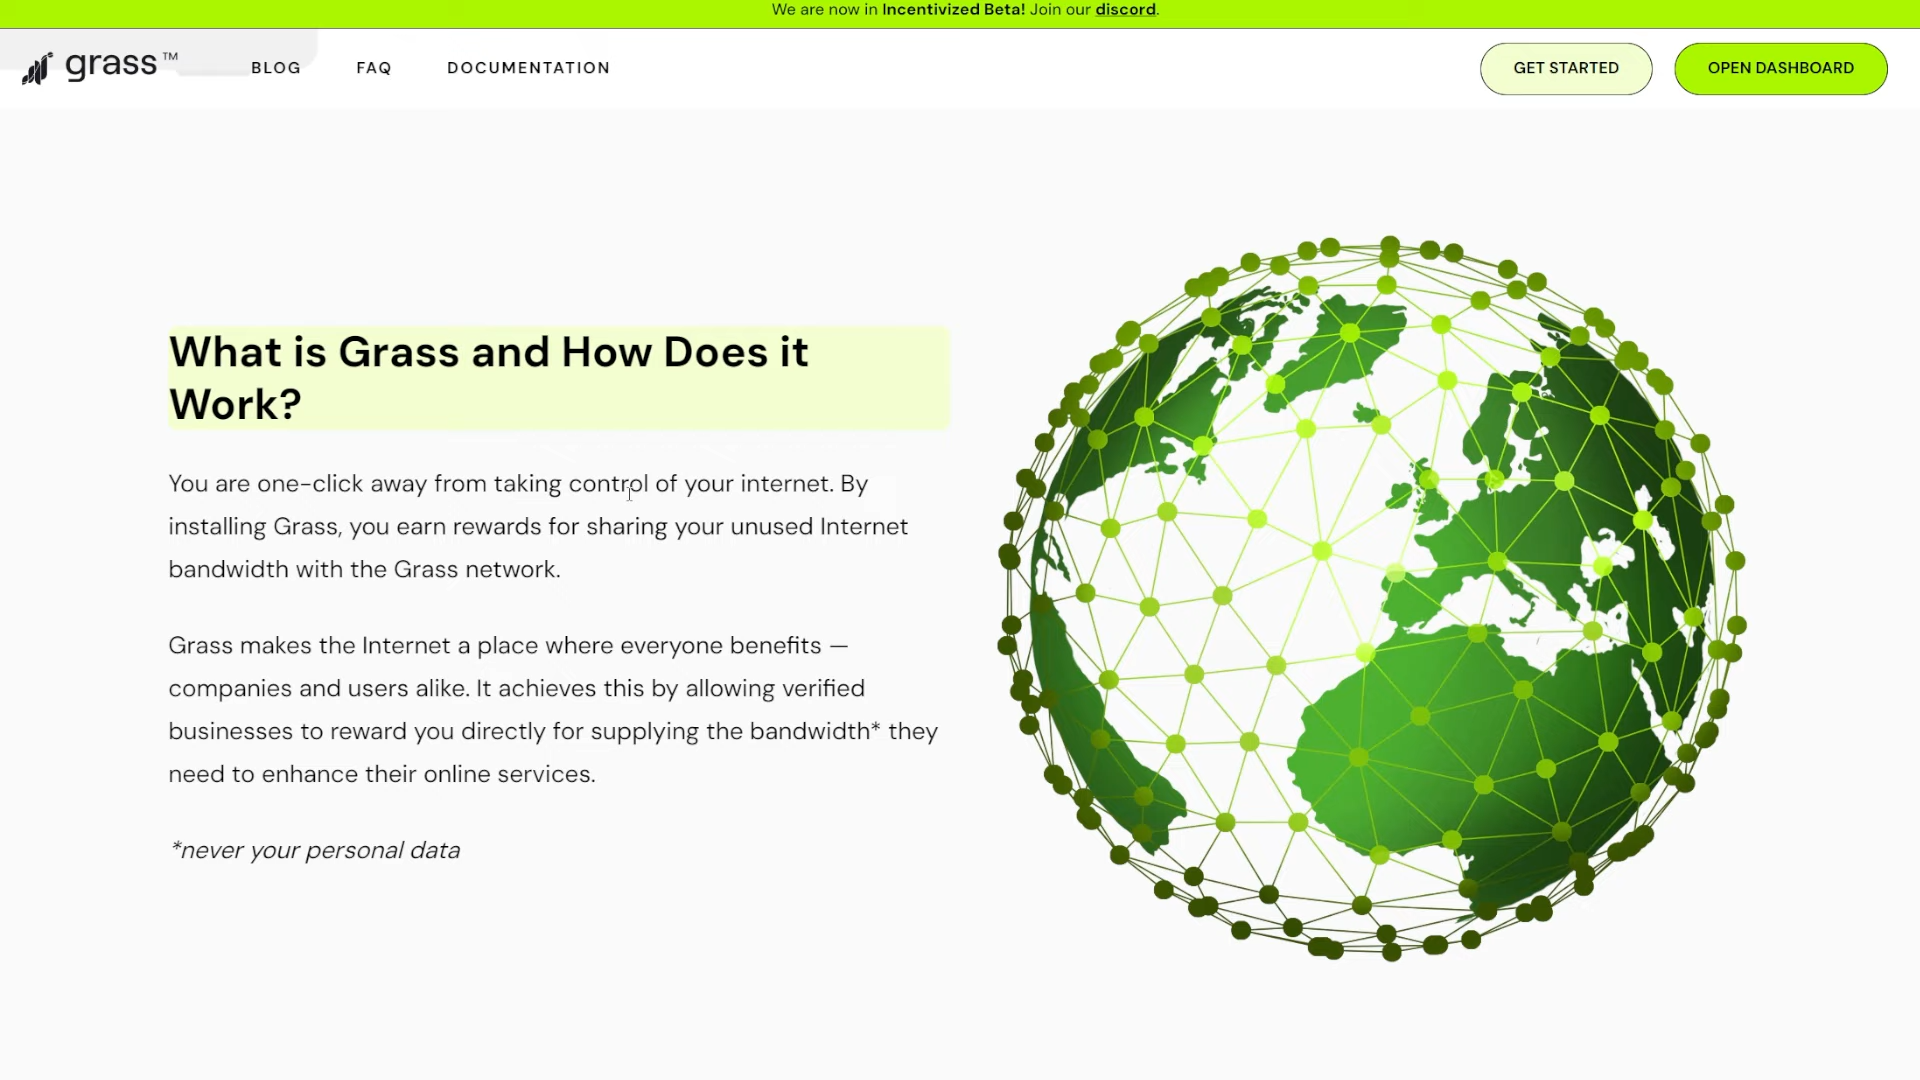 We are now in Incentivized Beta! Join our discord.
grass™
BLOG
FAQ
DOCUMENTATION
GET STARTED
OPEN DASHBOARD
What is Grass and How Does it
Work?
You are one-click away from taking control of your internet. By
installing Grass, you earn rewards for sharing your unused Internet
bandwidth with the Grass network.
Grass makes the Internet a place where everyone benefits —
companies and users alike. It achieves this by allowing verified
businesses to reward you directly for supplying the bandwidth* they
need to enhance their online services.
*never your personal data